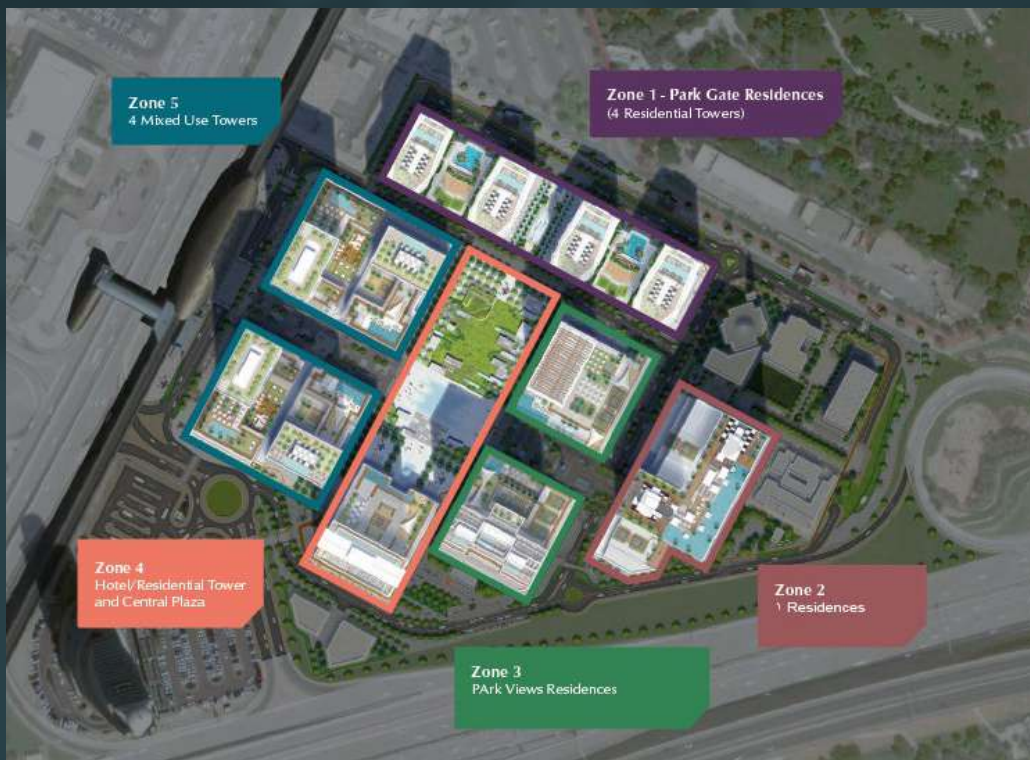 Zone 5
4 Mixed Use Towers
Zone 1 - Park Gate Residences
(4 Residential Towers)
Zone 4
Hotel/Residential Tower
and Central Plaza
Zone 2
1 Residences
Zone 3
PArk Views Residences